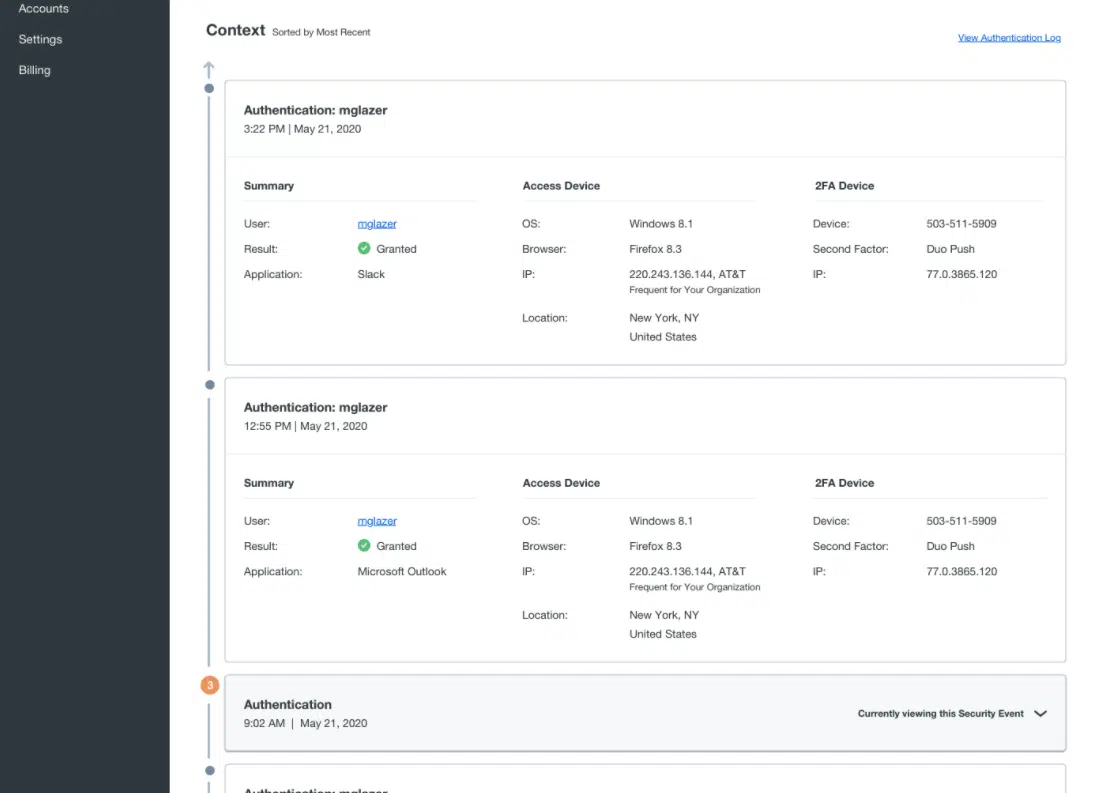 Accounts
Settings
Billing
Context Sorted by Most Recent
View Authentication Log
Authentication: mglazer
3:22 PM | May 21, 2020
Summary
User: mglazer
Result: Granted
Application: Slack
Access Device
OS: Windows 8.1
Browser: Firefox 8.3
IP: 220.243.136.144, AT&T
Frequent for Your Organization
Location: New York, NY
United States
2FA Device
Device: 503-511-5909
Second Factor: Duo Push
IP: 77.0.3865.120
Authentication: mglazer
12:55 PM | May 21, 2020
Summary
User: mglazer
Result: Granted
Application: Microsoft Outlook
Access Device
OS: Windows 8.1
Browser: Firefox 8.3
IP: 220.243.136.144, AT&T
Frequent for Your Organization
Location: New York, NY
United States
2FA Device
Device: 503-511-5909
Second Factor: Duo Push
IP: 77.0.3865.120
3
Authentication
9:02 AM | May 21, 2020
Currently viewing this Security Event
Authentication: mglazer